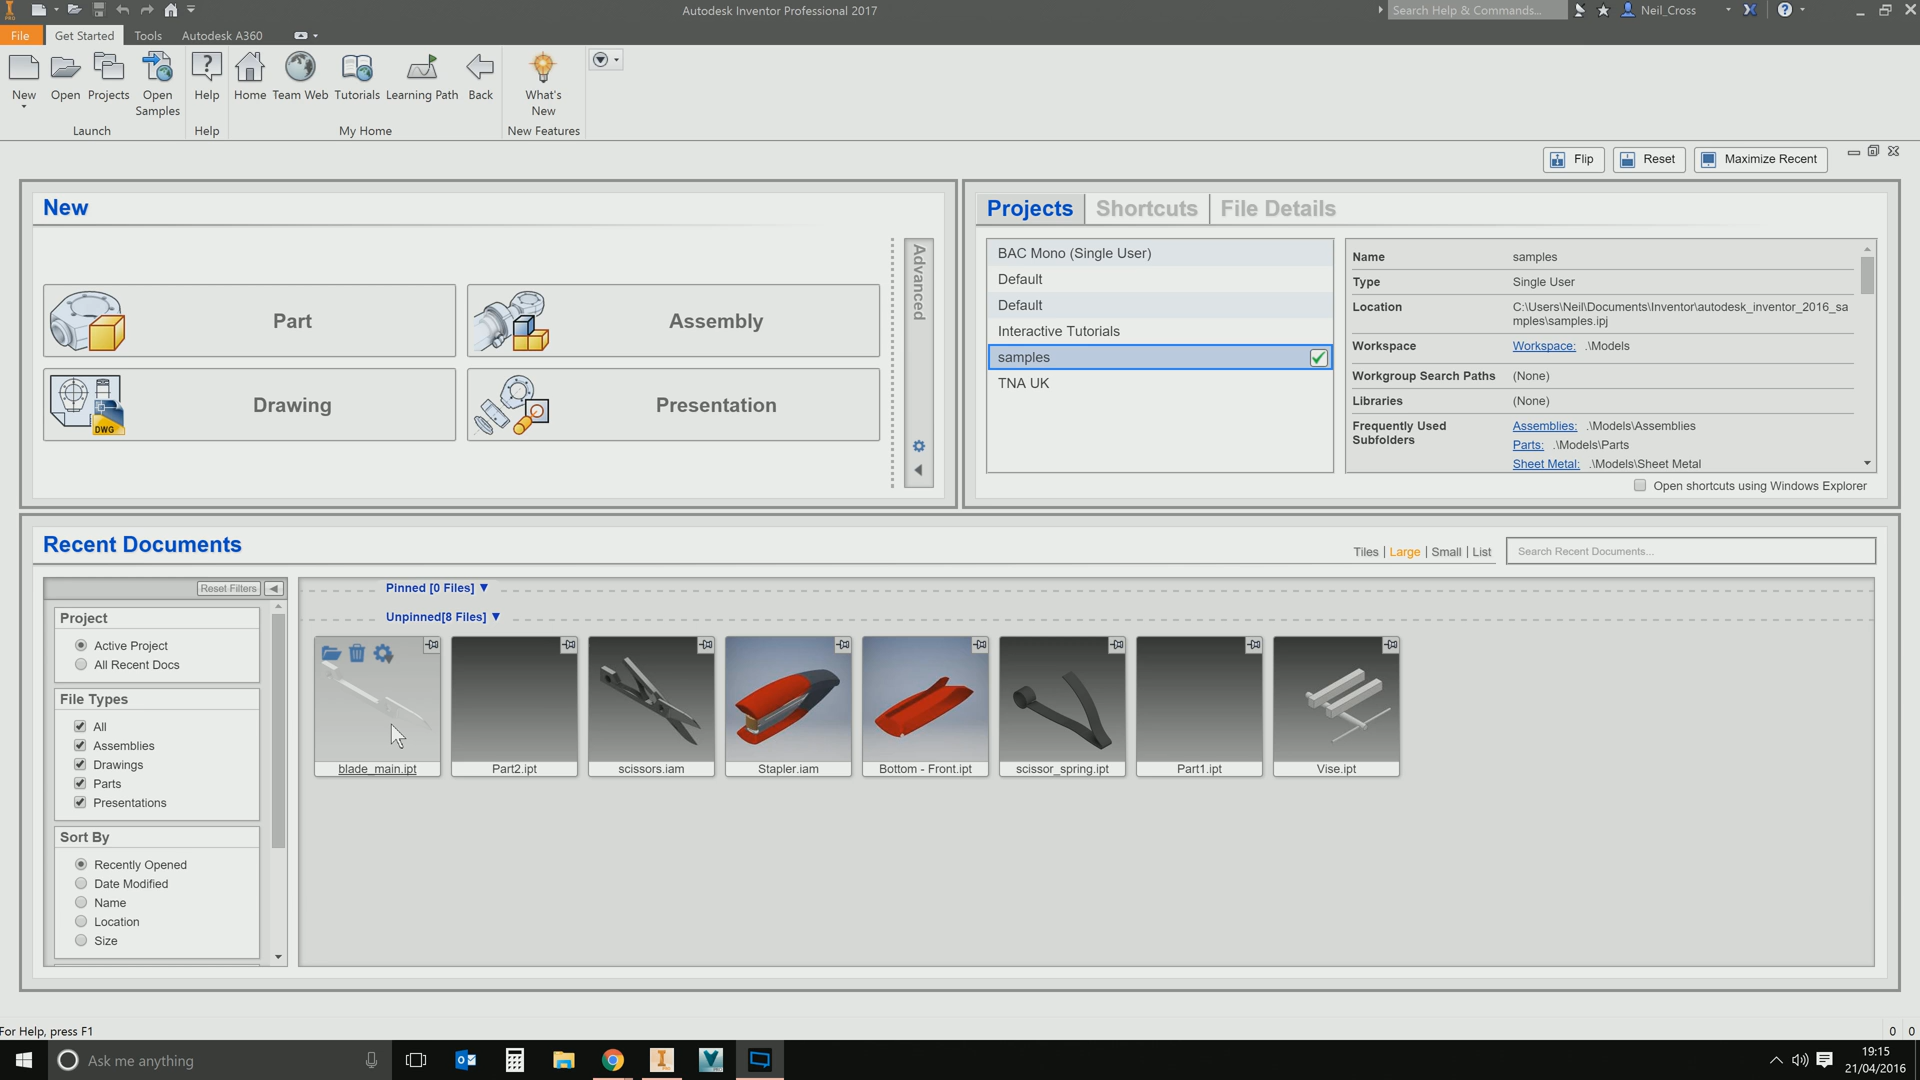 Autodesk Inventor Professional 2017
Search Help & Commands...
Neil_Cross
File
Get Started
Tools
Autodesk A360
New
Open
Projects
Open Samples
Help
Home
Team Web
Tutorials
Learning Path
Back
What's New
Launch
Help
My Home
New Features
Flip
Reset
Maximize Recent
New
Part
Assembly
Drawing
DWG
Presentation
Advanced
Projects
Shortcuts
File Details
BAC Mono (Single User)
Default
Default
Interactive Tutorials
samples
TNA UK
Name samples
Type Single User
Location C:\Users\Neil\Documents\Inventor\autodesk_inventor_2016_sa
mples\samples.ipj
Workspace Workspace: .\Models
Workgroup Search Paths (None)
Libraries (None)
Frequently Used Assemblies: .\Models\Assemblies
Subfolders
Parts: .\Models\Parts
Sheet Metal: .\Models\Sheet Metal
Open shortcuts using Windows Explorer
Recent Documents
Tiles | Large | Small | List
Search Recent Documents...
Reset Filters
Project
Active Project
All Recent Docs
File Types
All
Assemblies
Drawings
Parts
Presentations
Sort By
Recently Opened
Date Modified
Name
Location
Size
Pinned [0 Files] ▼
Unpinned[8 Files] ▼
blade_main.ipt
Part2.ipt
scissors.iam
Stapler.iam
Bottom - Front.ipt
scissor_spring.ipt
Part1.ipt
Vise.ipt
For Help, press F1
0 0
Ask me anything
19:15
21/04/2016